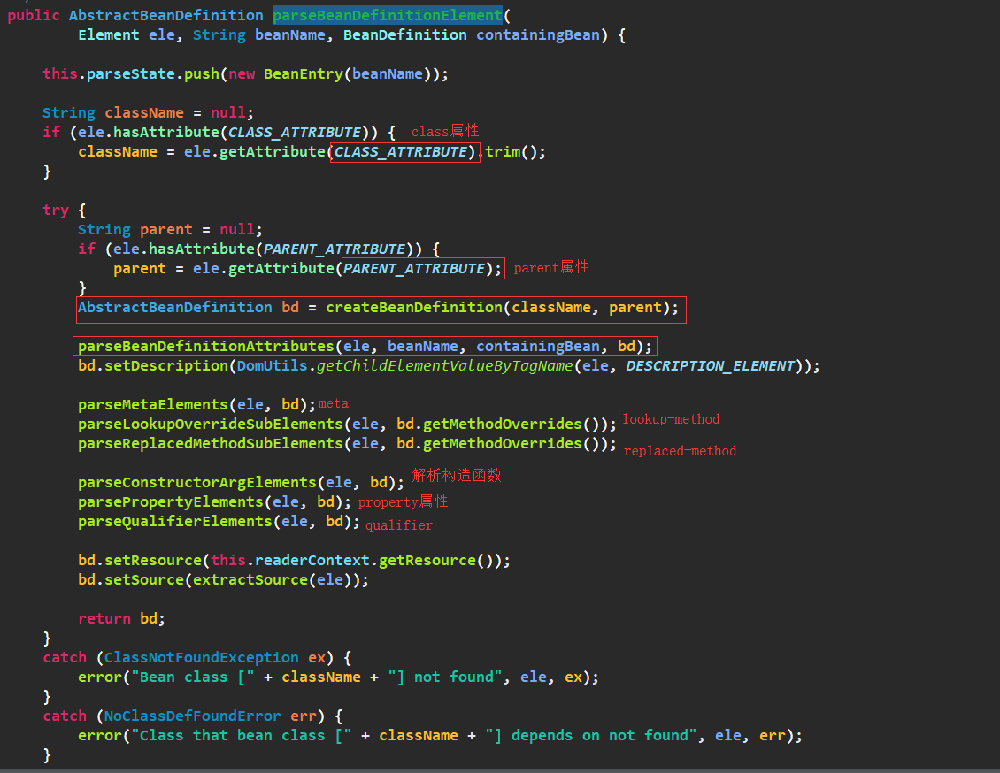 public AbstractBeanDefinition parseBeanDefinitionElement(
Element ele, String beanName, BeanDefinition containingBean) {
this.parseState.push(new BeanEntry(beanName));
String className = null;
if (ele.hasAttribute(CLASS_ATTRIBUTE)) { class属性
className = ele.getAttribute(CLASS_ATTRIBUTE).trim();
}
try {
String parent = null;
if (ele.hasAttribute(PARENT_ATTRIBUTE)) {
parent = ele.getAttribute(PARENT_ATTRIBUTE); parent属性
}
AbstractBeanDefinition bd = createBeanDefinition(className, parent);
parseBeanDefinitionAttributes(ele, beanName, containingBean, bd);
bd.setDescription(DomUtils.getChildElementValueByTagName(ele, DESCRIPTION_ELEMENT));
parseMetaElements(ele, bd); meta
parseLookupOverrideSubElements(ele, bd.getMethodOverrides()); lookup-method
parseReplacedMethodSubElements(ele, bd.getMethodOverrides()); replaced-method
parseConstructorArgElements(ele, bd); 解析构造函数
parsePropertyElements(ele, bd); property属性
parseQualifierElements(ele, bd); qualifier
bd.setResource(this.readerContext.getResource());
bd.setSource(extractSource(ele));
return bd;
}
catch (ClassNotFoundException ex) {
error("Bean class [" + className + "] not found", ele, ex);
}
catch (NoClassDefFoundError err) {
error("Class that bean class [" + className + "] depends on not found", ele, err);
}